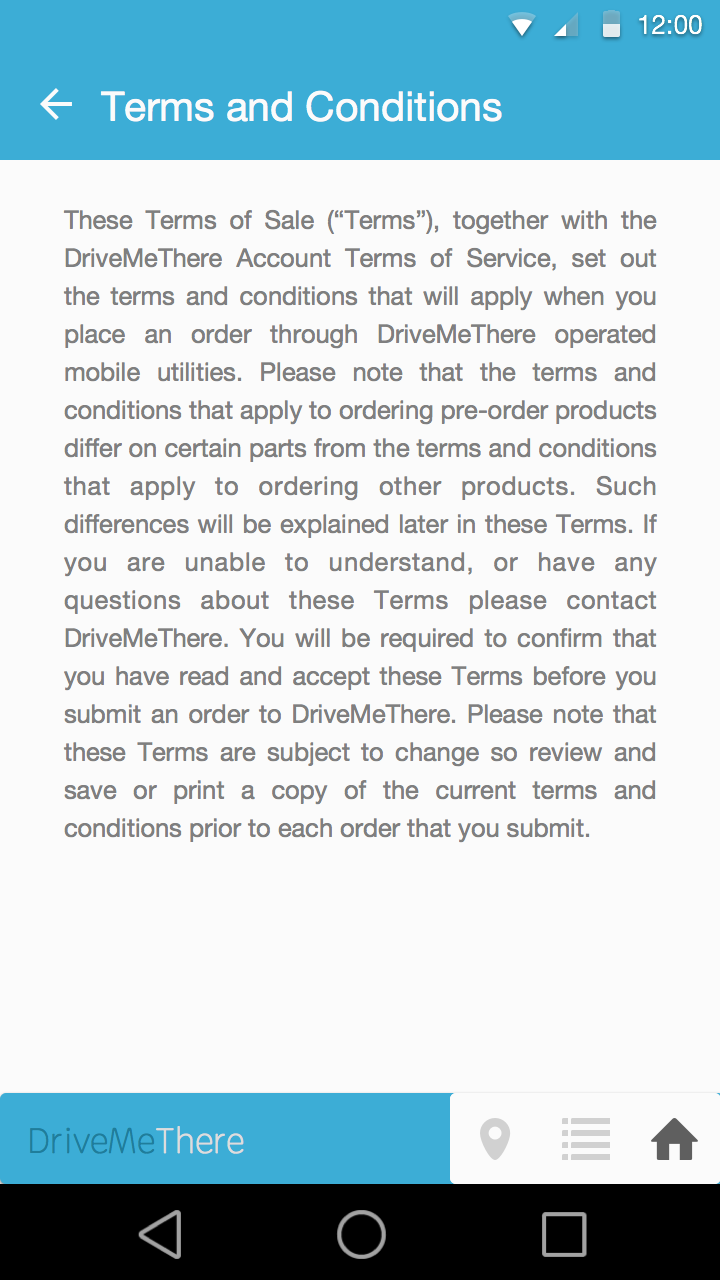 12:00
Terms and Conditions
These Terms of Sale (“Terms”), together with the
DriveMeThere Account Terms of Service, set out
the terms and conditions that will apply when you
place an order through DriveMeThere operated
mobile utilities. Please note that the terms and
conditions that apply to ordering pre-order products
differ on certain parts from the terms and conditions
that apply to ordering other products. Such
differences will be explained later in these Terms. If
you are unable to understand, or have any
questions about these Terms please contact
DriveMeThere. You will be required to confirm that
you have read and accept these Terms before you
submit an order to DriveMeThere. Please note that
these Terms are subject to change so review and
save or print a copy of the current terms and
conditions prior to each order that you submit.
DriveMeThere